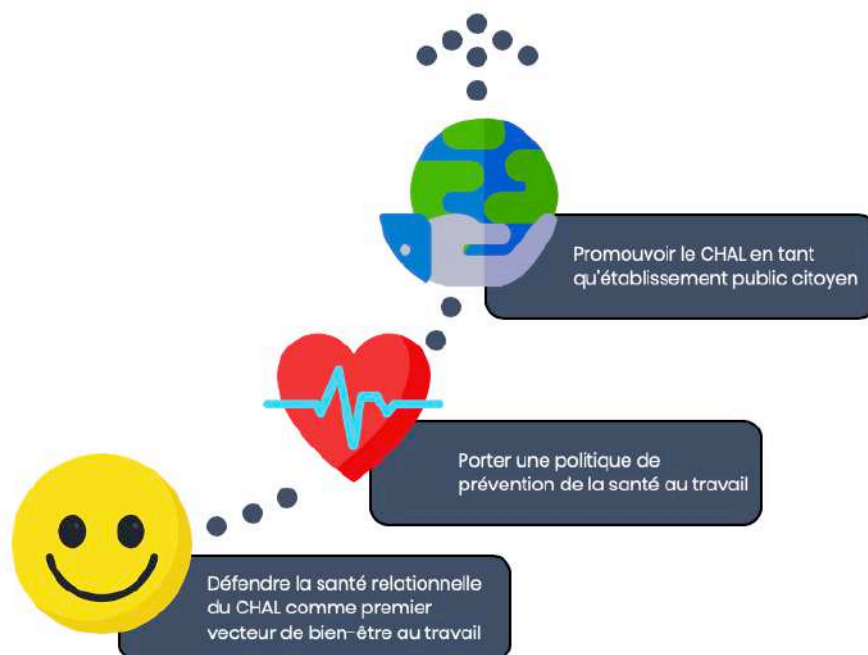 Promouvoir le CHAL en tant
qu'établissement public citoyen
Porter une politique de
prévention de la santé au travail
Défendre la santé relationnelle
du CHAL comme premier
vecteur de bien-être au travail